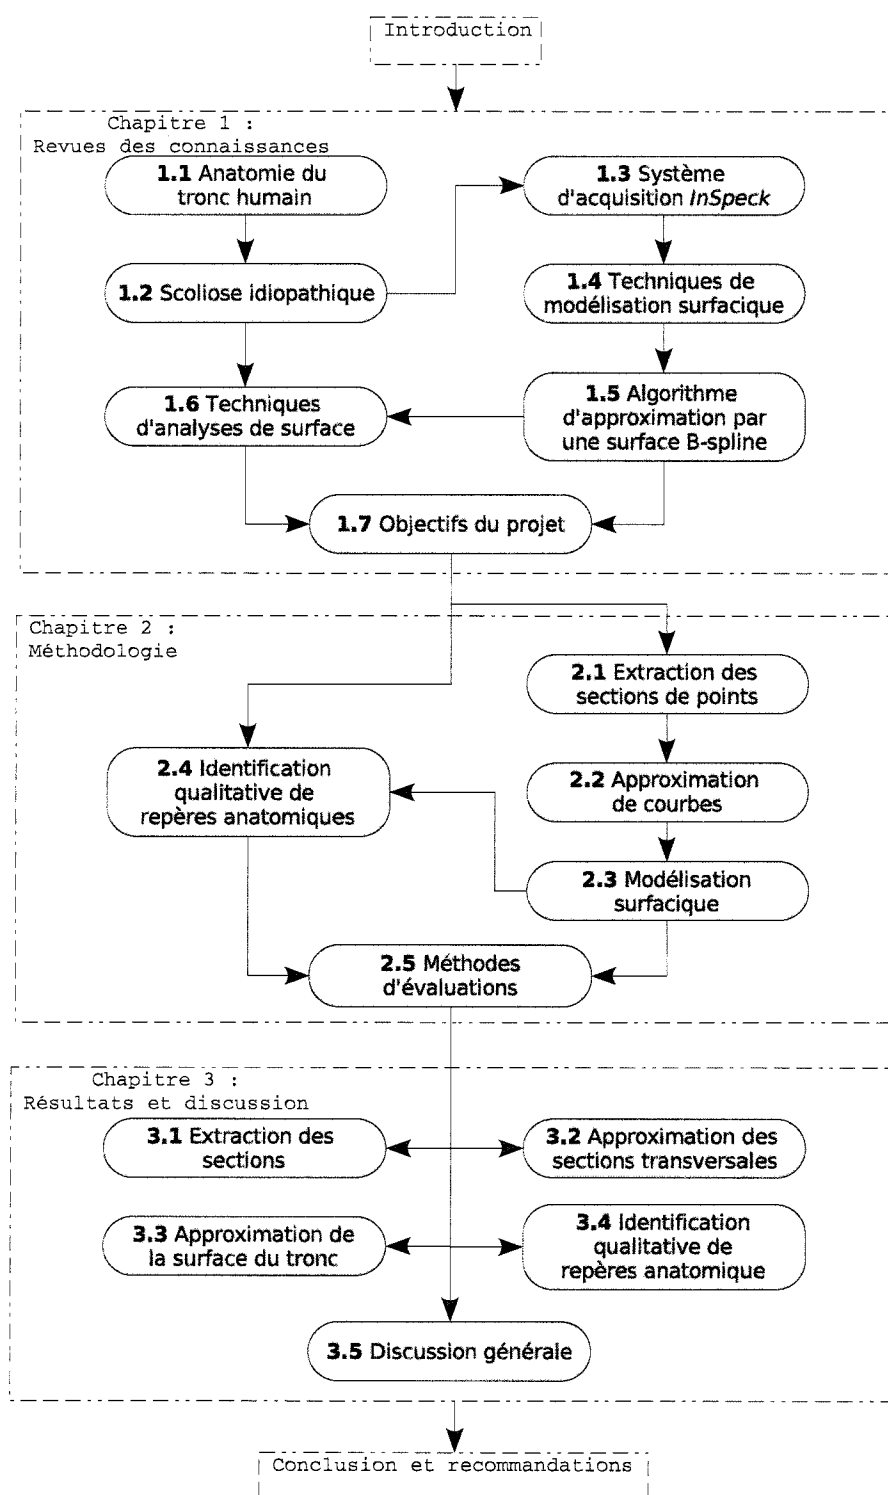 Introduction
Chapitre 1 :
Revues des connaissances
1.1 Anatomie du
tronc humain
1.3 Système
d'acquisition InSpeck
1.2 Scoliose idiopathique
1.4 Techniques de
modélisation surfacique
1.6 Techniques
d'analyses de surface
1.5 Algorithme
d'approximation par
une surface B-spline
1.7 Objectifs du projet
Chapitre 2 :
Méthodologie
2.1 Extraction des
sections de points
2.4 Identification
qualitative de
repères anatomiques
2.2 Approximation
de courbes
2.3 Modélisation
surfacique
2.5 Méthodes
d'évaluations
Chapitre 3 :
Résultats et discussion
3.1 Extraction des
sections
3.2 Approximation des
sections transversales
3.3 Approximation de
la surface du tronc
3.4 Identification
qualitative de
repères anatomique
3.5 Discussion générale
Conclusion et recommandations